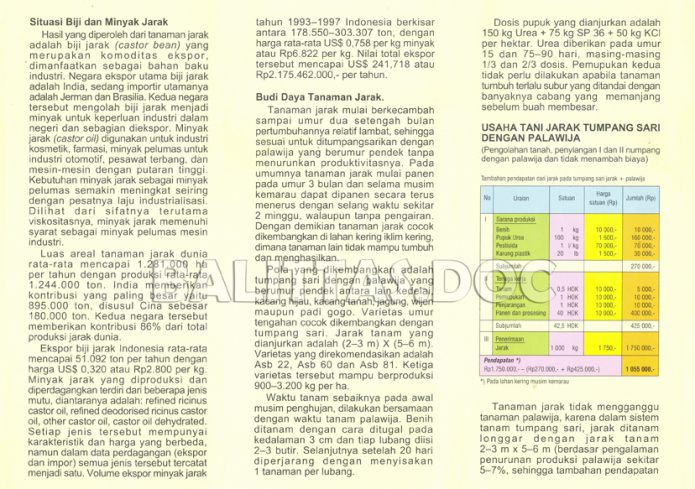 Situasi Biji dan Minyak Jarak
Hasil yang diperoleh dari tanaman jarak
adalah biji jarak (castor bean) yang
merupakan komoditas ekspor,
dimanfaatkan sebagai bahan baku
industri. Negara ekspor utama biji jarak
adalah India, sedang importir utamanya
adalah Jerman dan Brasilia. Kedua negara
tersebut mengolah biji jarak menjadi
minyak untuk keperluan industri dalam
negeri dan sebagian diekspor. Minyak
jarak (castor oil) digunakan untuk industri
kosmetik, farmasi, minyak pelumas untuk
industri otomotif, pesawat terbang, dan
mesin-mesin dengan putaran tinggi.
Kebutuhan minyak jarak sebagai minyak
pelumas semakin meningkat seiring
dengan pesatnya laju industrialisasi.
Dilihat dari sifatnya terutama
viskositasnya, minyak jarak memenuhi
syarat sebagai minyak pelumas mesin
industri.
Luas areal tanaman jarak dunia
rata-rata mencapai 1.281.000 ha
per tahun dengan produksi rata-rata
1.244.000 ton. India memberikan
kontribusi yang paling besar yaitu
895.000 ton, disusul Cina sebesar
180.000 ton. Kedua negara tersebut
memberikan kontribusi 86% dari total
produksi jarak dunia.
Ekspor biji jarak Indonesia rata-rata
mencapai 51.092 ton per tahun dengan
harga US$ 0,320 atau Rp2.800 per kg.
Minyak jarak yang diproduksi dan
diperdagangkan terdiri dari beberapa jenis
mutu, diantaranya adalah: refined ricinus
castor oil, refined deodorised ricinus castor
oil, other castor oil, castor oil dehydrated.
Setiap jenis tersebut mempunyai
karakteristik dan harga yang berbeda,
namun dalam data perdagangan (ekspor
dan impor) semua jenis tersebut tercatat
menjadi satu. Volume ekspor minyak jarak
tahun 1993–1997 Indonesia berkisar
antara 178.550–303.307 ton, dengan
harga rata-rata US$ 0,758 per kg minyak
atau Rp6.822 per kg. Nilai total ekspor
tersebut mencapai US$ 241,718 atau
Rp2.175.462.000,- per tahun.
Budi Daya Tanaman Jarak.
Tanaman jarak mulai berkecambah
sampai umur dua setengah bulan
pertumbuhannya relatif lambat, sehingga
sesuai untuk ditumpangsarikan dengan
palawija yang berumur pendek tanpa
menurunkan produktivitasnya. Pada
umumnya tanaman jarak mulai panen
pada umur 3 bulan dan selama musim
kemarau dapat dipanen secara terus
menerus dengan selang waktu sekitar
2 minggu, walaupun tanpa pengairan.
Dengan demikian tanaman jarak cocok
dikembangkan di lahan kering iklim kering,
dimana tanaman lain tidak mampu tumbuh
dan menghasilkan.
Pola yang dikembangkan adalah
tumpang sari dengan palawija yang
berumur pendek antara lain kedelai,
kacang hijau, kacang tanah, jagung, wijen
maupun padi gogo. Varietas umur
tengahan cocok dikembangkan dengan
tumpang sari. Jarak tanam yang
dianjurkan adalah (2–3 m) X (5–6 m).
Varietas yang direkomendasikan adalah
Asb 22, Asb 60 dan Asb 81. Ketiga
varietas tersebut mampu berproduksi
900–3.200 kg per ha.
Waktu tanam sebaiknya pada awal
musim penghujan, dilakukan bersamaan
dengan waktu tanam palawija. Benih
ditanam dengan cara ditugal pada
kedalaman 3 cm dan tiap lubang diisi
2–3 butir. Selanjutnya setelah 20 hari
diperjarang dengan menyisakan
1 tanaman per lubang.
Dosis pupuk yang dianjurkan adalah
150 kg Urea + 75 kg SP 36 + 50 kg KCl
per hektar. Urea diberikan pada umur
15 dan 75–90 hari, masing-masing
1/3 dan 2/3 dosis. Pemupukan kedua
tidak perlu dilakukan apabila tanaman
tumbuh terlalu subur yang ditandai dengan
banyaknya cabang yang memanjang
sebelum buah membesar.
USAHA TANI JARAK TUMPANG SARI
DENGAN PALAWIJA
(Pengolahan tanah, penyiangan I dan II numpang
dengan palawija dan tidak menambah biaya)
Tambahan pendapatan dari jarak pada tumpang sari jarak + palawija
No Uraian Satuan Harga satuan (Rp) Jumlah (Rp)
I Sarana produksi
Benih 1 kg 10 000,- 10 000,-
Pupuk Urea 100 kg 1 500,- 150 000,-
Pestisida 1 l/kg 70 000,- 70 000,-
Karung plastik 20 lb 1 500,- 30 000,-
Subjumlah 270 000,-
Tenaga kerja
Tanam 0,5 HOK 10 000,- 5 000,-
Pemupukan 1 HOK 10 000,- 10 000,-
Penjarangan 1 HOK 10 000,- 10 000,-
Panen dan prosesing 40 HOK 10 000,- 400 000,-
Subjumlah 42,5 HOK 425 000,-
III Penerimaan
Jarak 1 000 kg 1 750,- 1 750 000,-
Pendapatan *)
Rp1.750.000,- – (Rp270.000,- + Rp425.000,-) 1 055 000,-
*) Pada lahan kering musim kemarau
Tanaman jarak tidak mengganggu
tanaman palawija, karena dalam sistem
tanam tumpang sari, jarak ditanam
longgar dengan jarak tanam
2–3 m x 5–6 m (berdasar pengalaman
penurunan produksi palawija sekitar
5–7%, sehingga tambahan pendapatan
BALITTAS.DOC